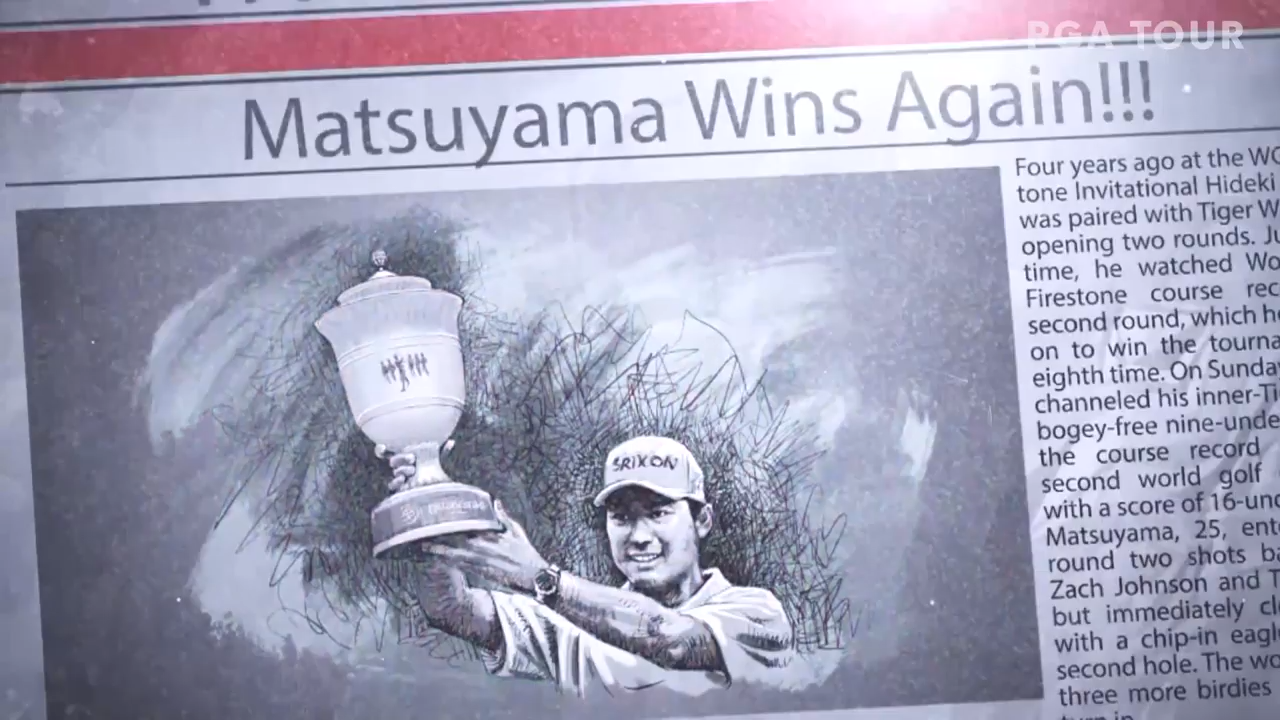 PGA TOUR
Matsuyama Wins Again!!!
Four years ago at the
tone Invitational Hideki
was paired with Tiger
opening two rounds.
time, he watched
Firestone course
second round, which
on to win the
eighth time. On Sunday
channeled his
bogey-free
the course record
second world golf
with a score of
Matsuyama, 25,
round two shots
Zach Johnson and
but immediately
with a chip-in
second hole. The
three more birdies
SRIXON